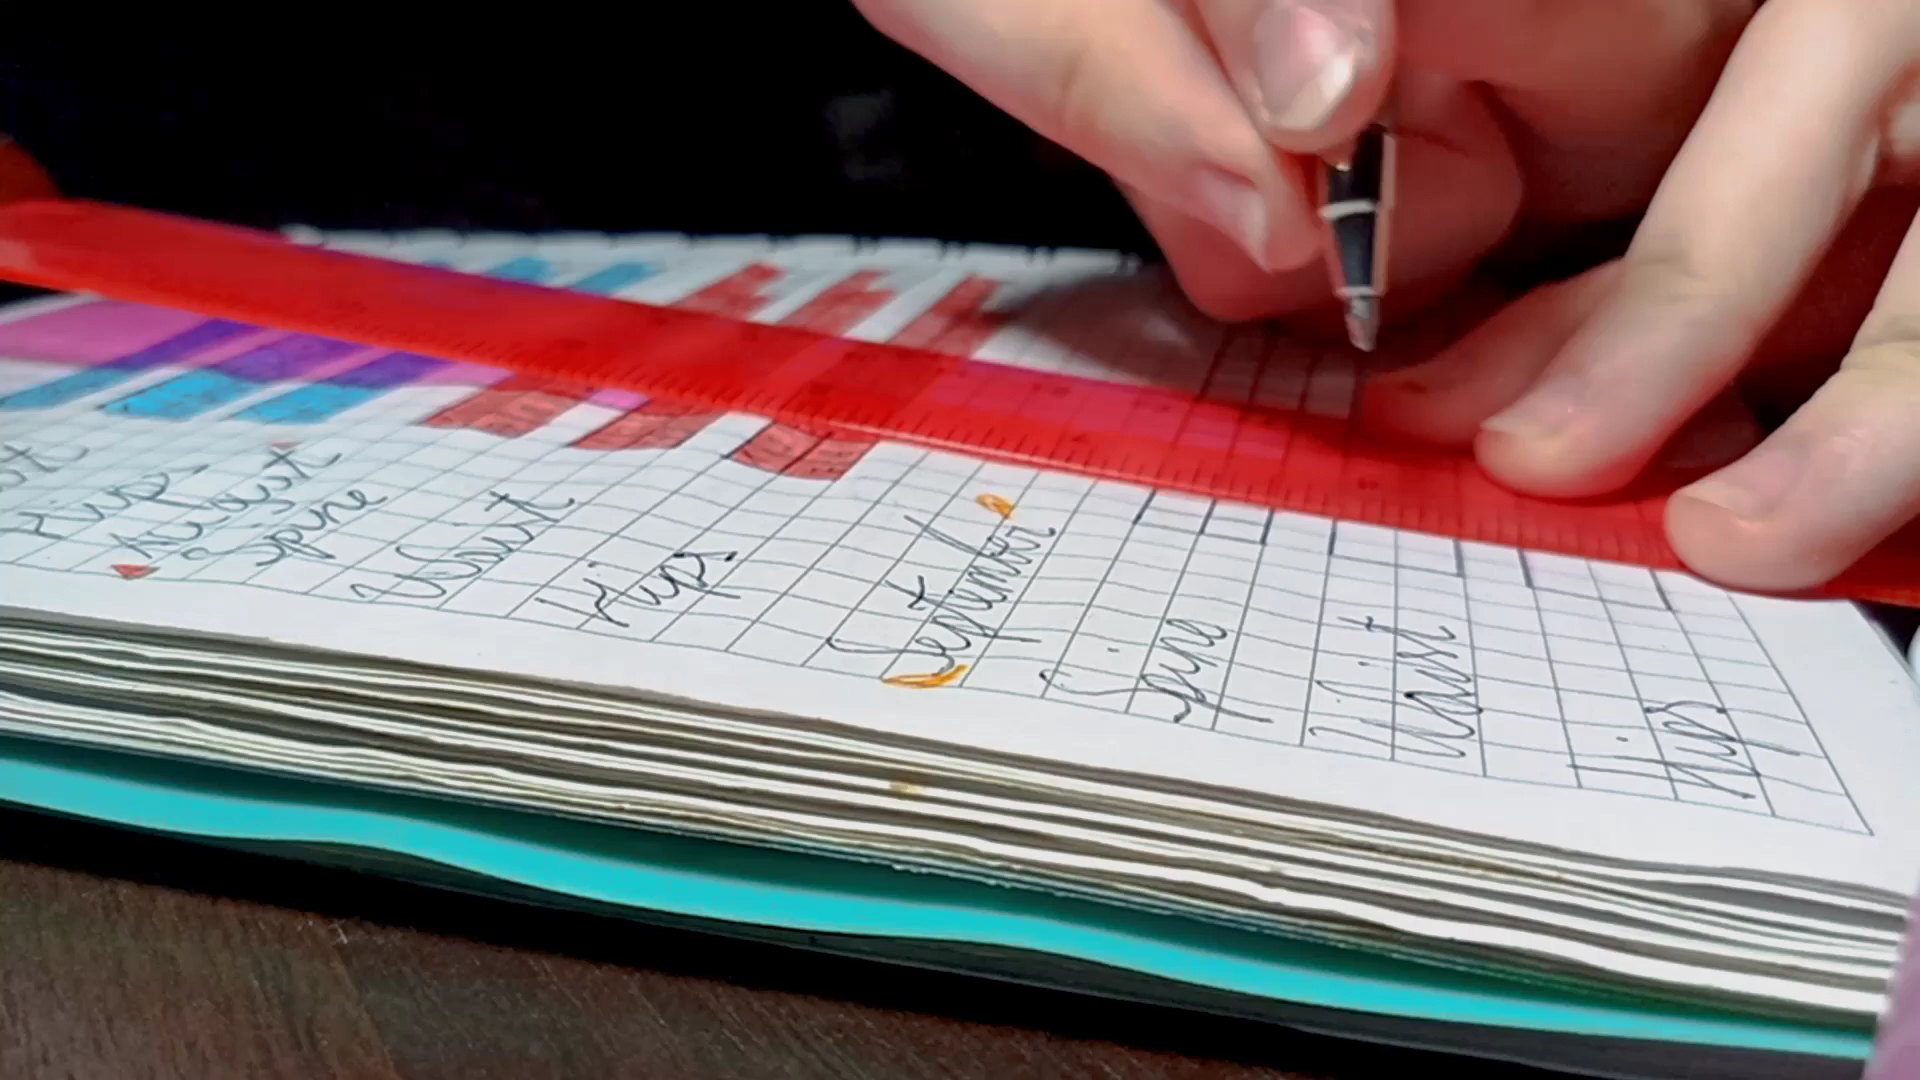 Hips
August
Spine
Waist
Hips
September
Spine
Waist
Hips